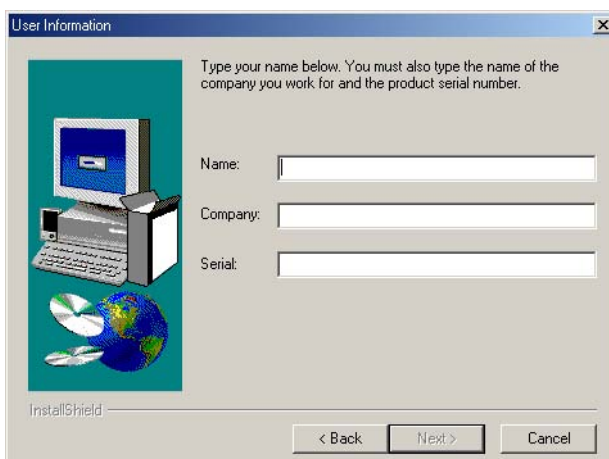 User Information
Type your name below. You must also type the name of the
company you work for and the product serial number.
Name:
Company:
Serial:
InstallShield
< Back
Next >
Cancel